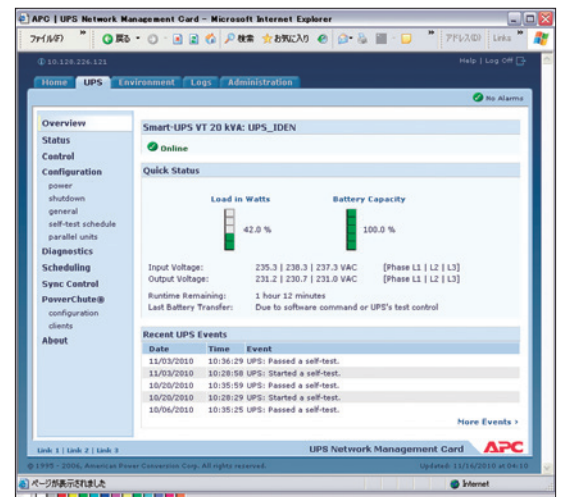 APC | UPS Network Management Card - Microsoft Internet Explorer
ファイル(F) » 戻る 検索 お気に入り » アドレス(D) Links »
10.128.226.121 Help | Log Off
Home UPS Environment Logs Administration
No Alarms
Overview
Status
Control
Configuration
power
shutdown
general
self-test schedule
parallel units
Diagnostics
Scheduling
Sync Control
PowerChute®
configuration
clients
About
Smart-UPS VT 20 kVA: UPS_IDEN
Online
Quick Status
Load in Watts Battery Capacity
42.0 % 100.0 %
Input Voltage: 235.3 | 238.3 | 237.3 VAC [Phase L1 | L2 | L3]
Output Voltage: 231.2 | 230.7 | 231.0 VAC [Phase L1 | L2 | L3]
Runtime Remaining: 1 hour 12 minutes
Last Battery Transfer: Due to software command or UPS's test control
Recent UPS Events
Date Time Event
11/03/2010 10:36:29 UPS: Passed a self-test.
11/03/2010 10:28:58 UPS: Started a self-test.
10/20/2010 10:35:59 UPS: Passed a self-test.
10/20/2010 10:28:29 UPS: Started a self-test.
10/06/2010 10:35:25 UPS: Passed a self-test.
More Events >
Link 1 | Link 2 | Link 3 UPS Network Management Card APC
© 1995 - 2006, American Power Conversion Corp. All rights reserved. Updated: 11/16/2010 at 04:10
ページが表示されました Internet